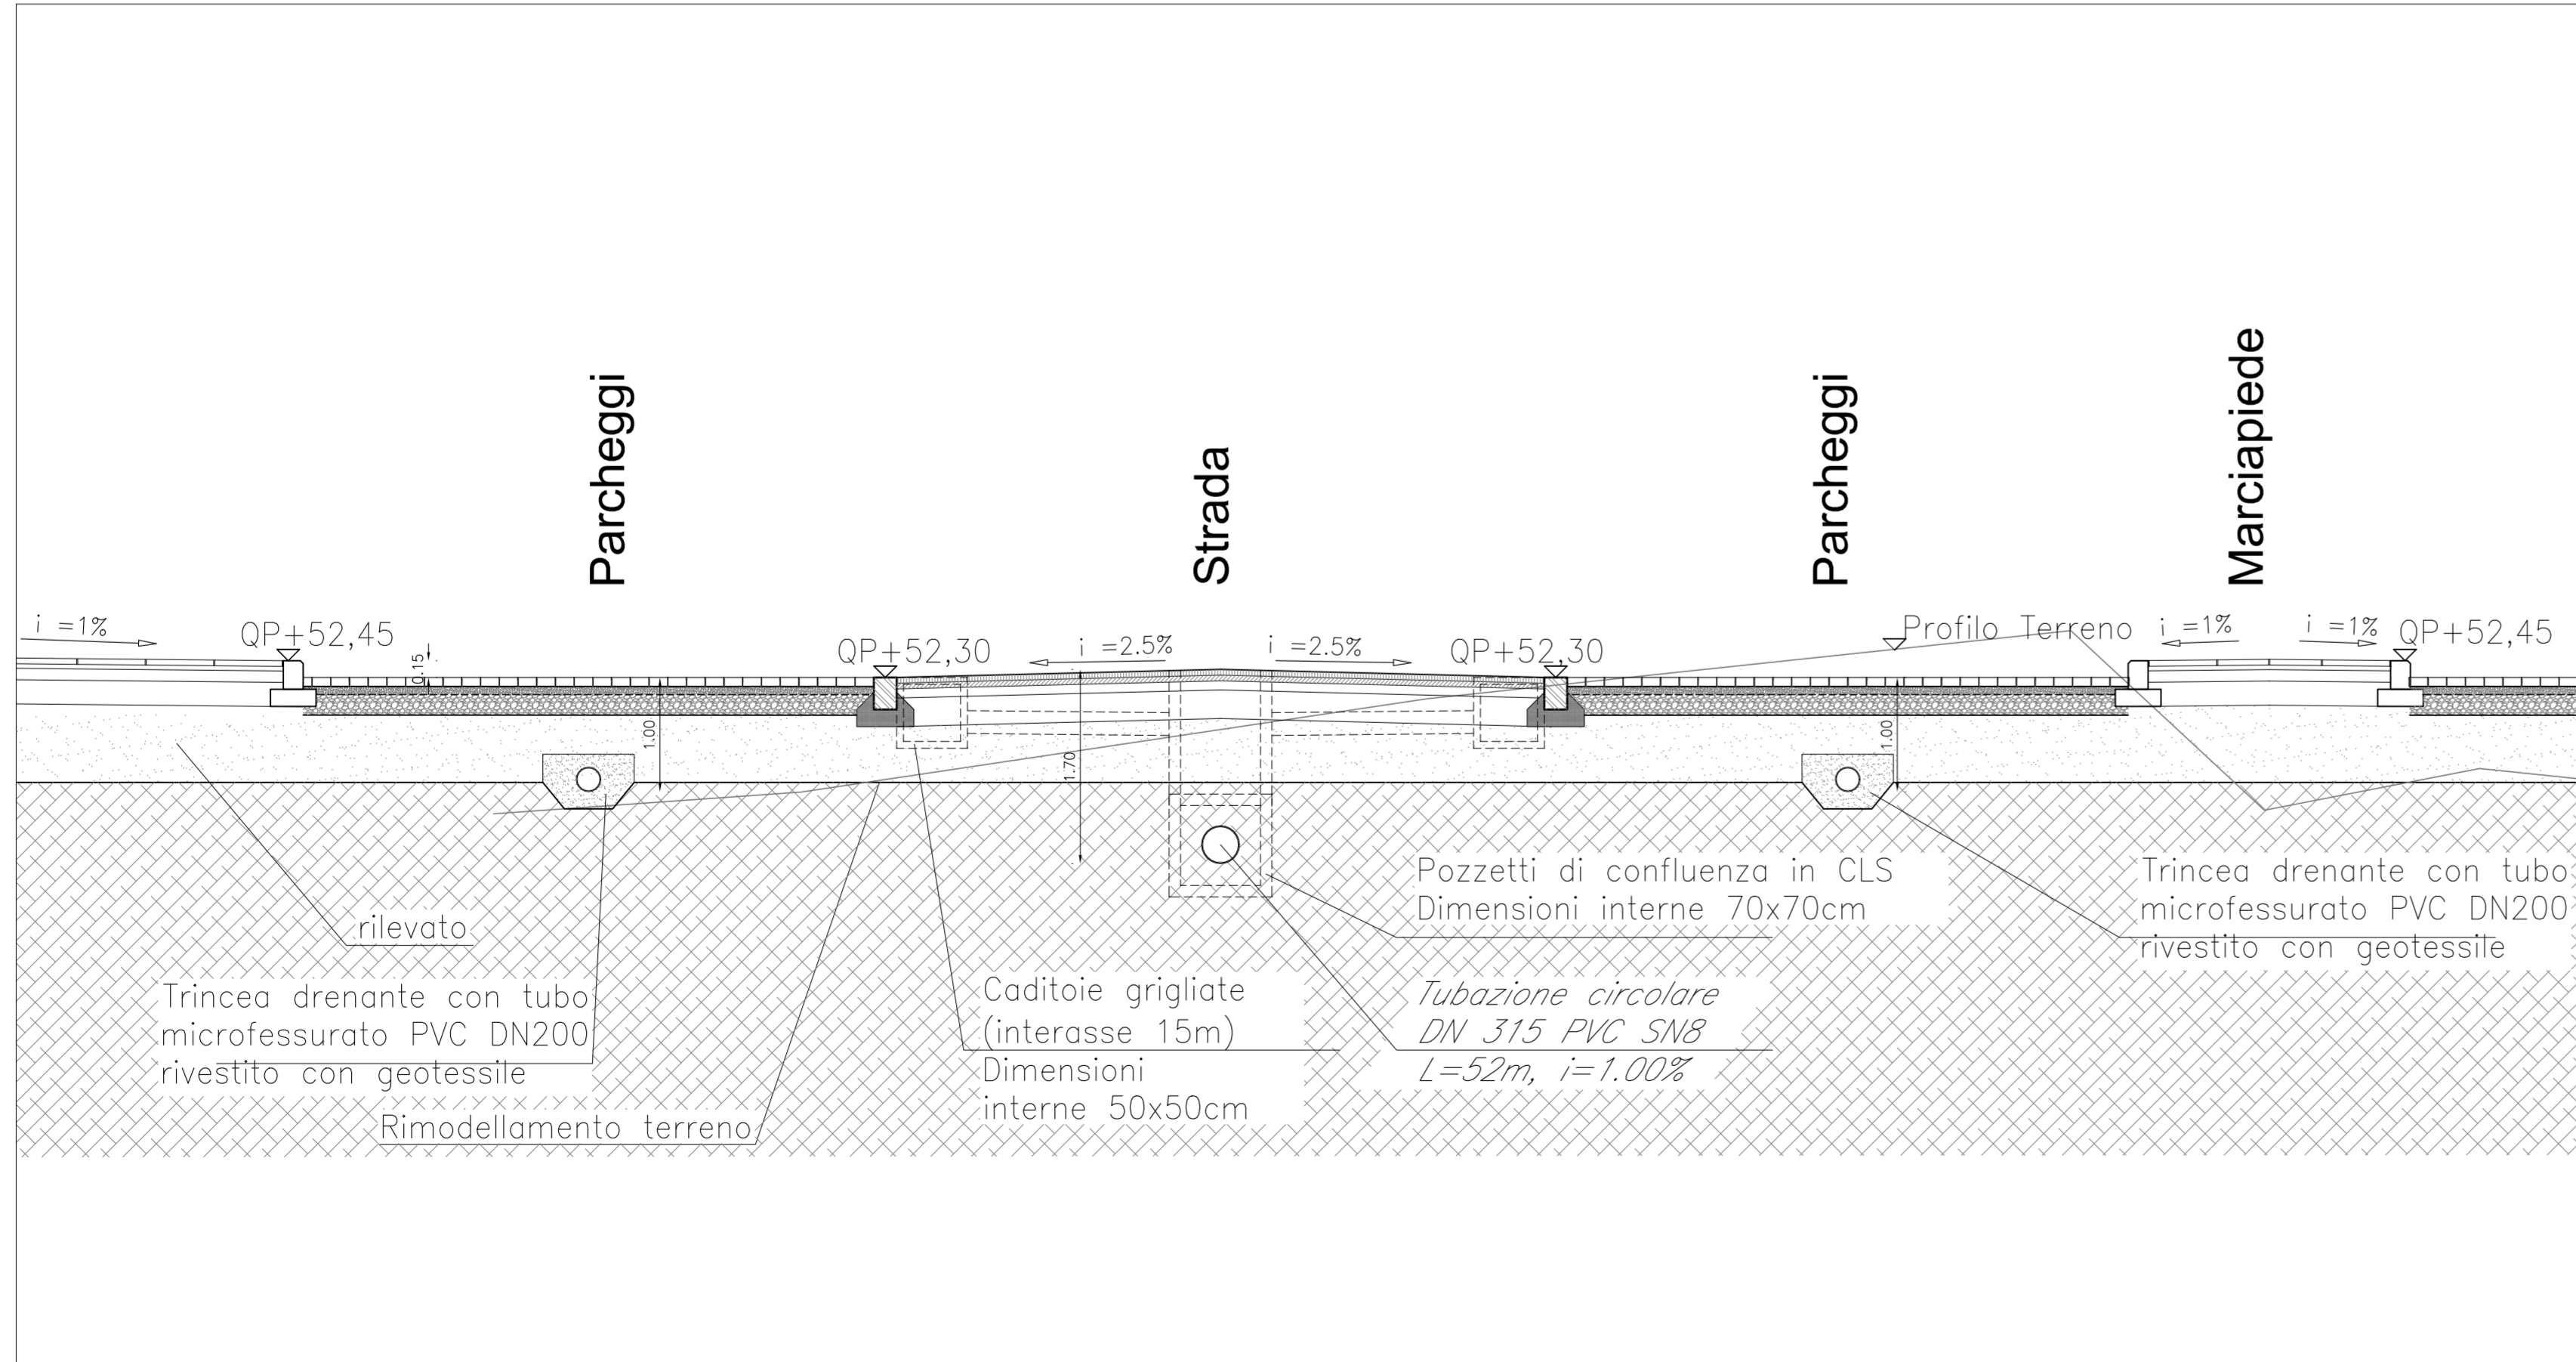 Parcheggi
Strada
Parcheggi
Marciapiede
i =1%
QP+52,45
0.15
QP+52,30
i =2.5%
i =2.5%
QP+52,30
Profilo Terreno
i =1%
i =1%
QP+52,45
1.00
1.70
1.00
rilevato
Trincea drenante con tubo
microfessurato PVC DN200
rivestito con geotessile
Rimodellamento terreno
Caditoie grigliate
(interasse 15m)
Dimensioni
interne 50x50cm
Pozzetti di confluenza in CLS
Dimensioni interne 70x70cm
Tubazione circolare
DN 315 PVC SN8
L=52m, i=1.00%
Trincea drenante con tubo
microfessurato PVC DN200
rivestito con geotessile